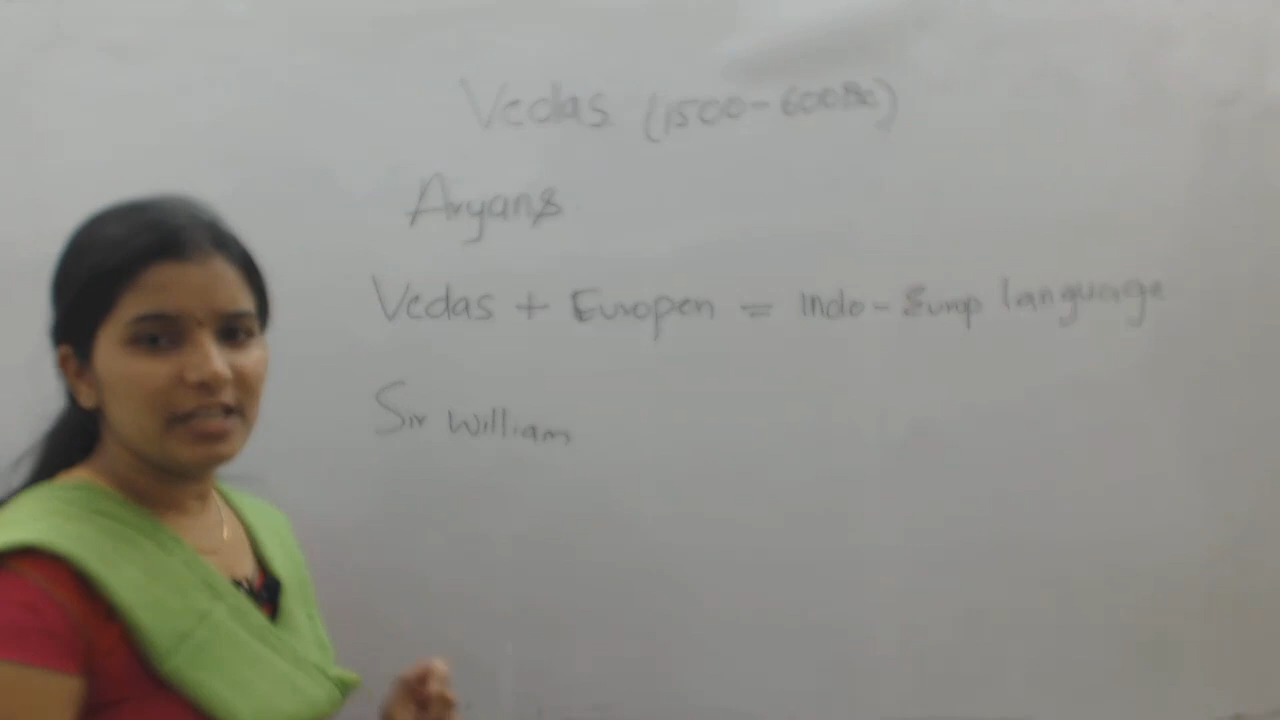 Vedas (1500-600BC)
Aryans
Vedas + Europen = Indo-Europ language
Sir William